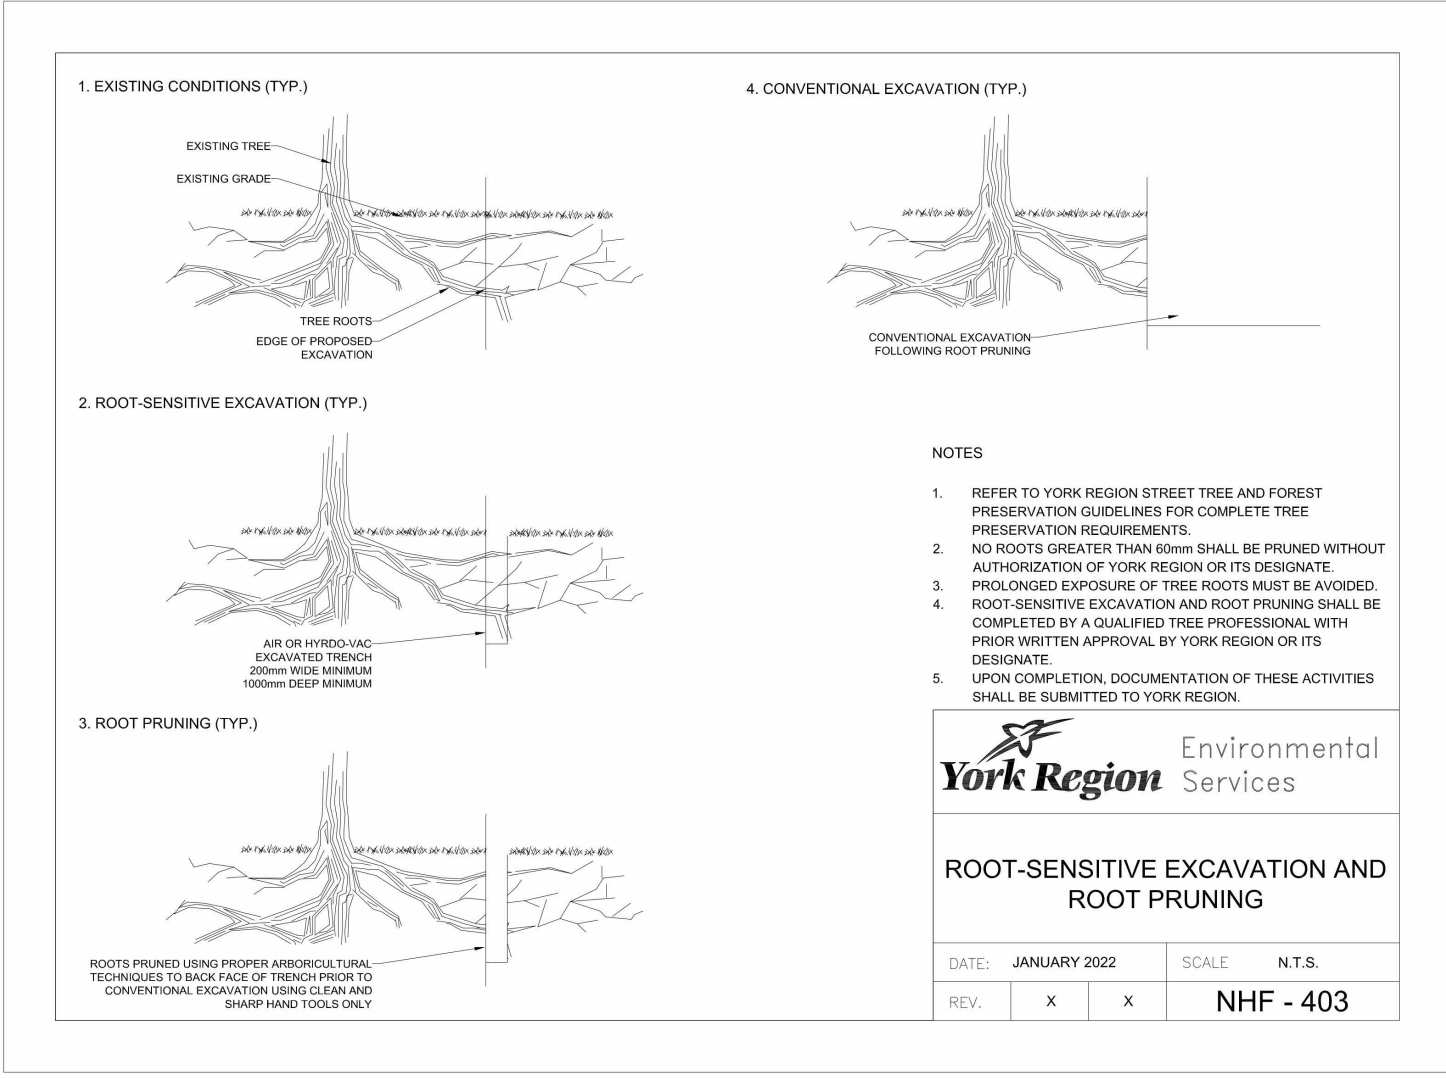 1. EXISTING CONDITIONS (TYP.)
EXISTING TREE
EXISTING GRADE
TREE ROOTS
EDGE OF PROPOSED
EXCAVATION
2. ROOT-SENSITIVE EXCAVATION (TYP.)
AIR OR HYRDO-VAC
EXCAVATED TRENCH
200mm WIDE MINIMUM
1000mm DEEP MINIMUM
3. ROOT PRUNING (TYP.)
ROOTS PRUNED USING PROPER ARBORICULTURAL
TECHNIQUES TO BACK FACE OF TRENCH PRIOR TO
CONVENTIONAL EXCAVATION USING CLEAN AND
SHARP HAND TOOLS ONLY
4. CONVENTIONAL EXCAVATION (TYP.)
CONVENTIONAL EXCAVATION
FOLLOWING ROOT PRUNING
NOTES
1. REFER TO YORK REGION STREET TREE AND FOREST
PRESERVATION GUIDELINES FOR COMPLETE TREE
PRESERVATION REQUIREMENTS.
2. NO ROOTS GREATER THAN 60mm SHALL BE PRUNED WITHOUT
AUTHORIZATION OF YORK REGION OR ITS DESIGNATE.
3. PROLONGED EXPOSURE OF TREE ROOTS MUST BE AVOIDED.
4. ROOT-SENSITIVE EXCAVATION AND ROOT PRUNING SHALL BE
COMPLETED BY A QUALIFIED TREE PROFESSIONAL WITH
PRIOR WRITTEN APPROVAL BY YORK REGION OR ITS
DESIGNATE.
5. UPON COMPLETION, DOCUMENTATION OF THESE ACTIVITIES
SHALL BE SUBMITTED TO YORK REGION.
York Region
Environmental
Services
ROOT-SENSITIVE EXCAVATION AND
ROOT PRUNING
DATE: JANUARY 2022 SCALE N.T.S.
REV. X X NHF - 403